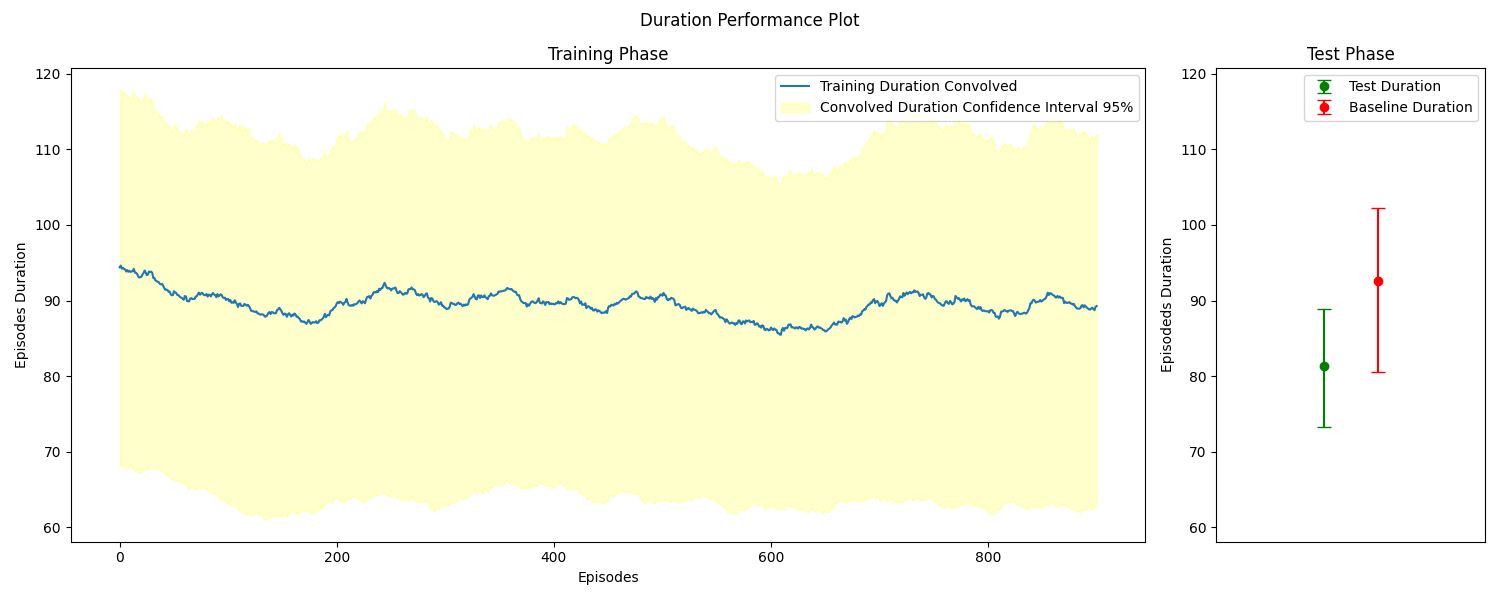 Duration Performance Plot
Training Phase
Episodes Duration
120
110
100
90
80
70
60
0
200
400
600
800
Episodes
Training Duration Convolved
Convolved Duration Confidence Interval 95%
Test Phase
Episodeds Duration
120
110
100
90
80
70
60
Test Duration
Baseline Duration